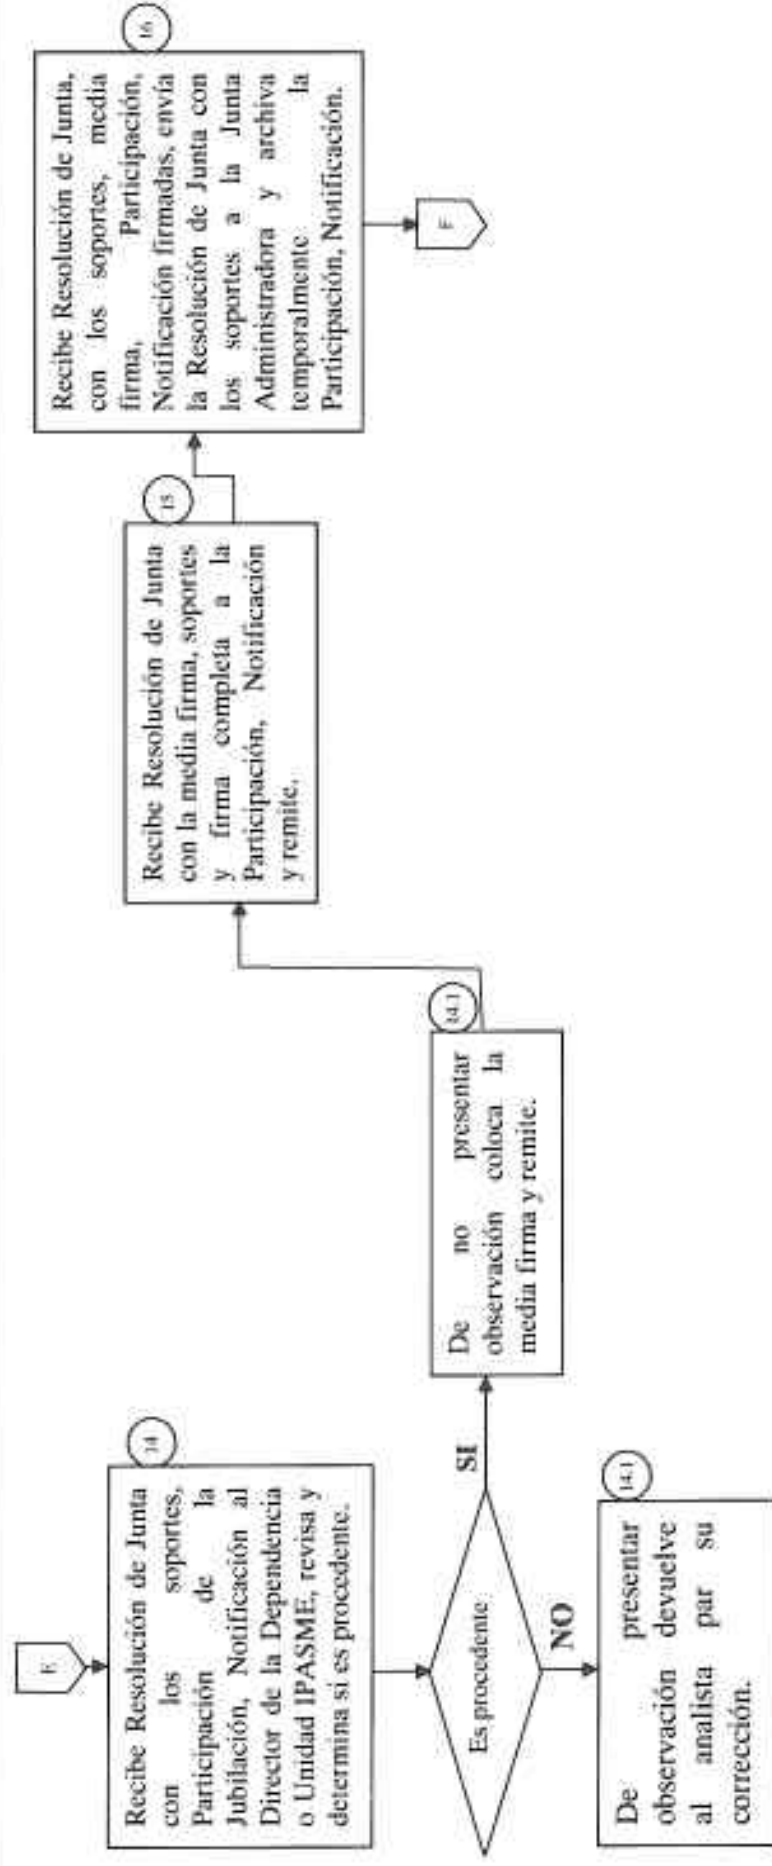 E
14
Recibe Resolución de Junta
con los soportes,
Participación de la
Jubilación, Notificación al
Director de la Dependencia
o Unidad IPASME, revisa y
determina si es procedente.
Es procedente
SI
NO
14.1
De presentar
observación devuelve
al analista par su
corrección.
14.1
De no presentar
observación coloca la
media firma y remite.
15
Recibe Resolución de Junta
con la media firma, soportes
y firma completa a la
Participación, Notificación
y remite.
16
Recibe Resolución de Junta,
con los soportes, media
firma, Participación,
Notificación firmadas, envía
la Resolución de Junta con
los soportes a la Junta
Administradora y archiva
temporalmente la
Participación, Notificación.
F